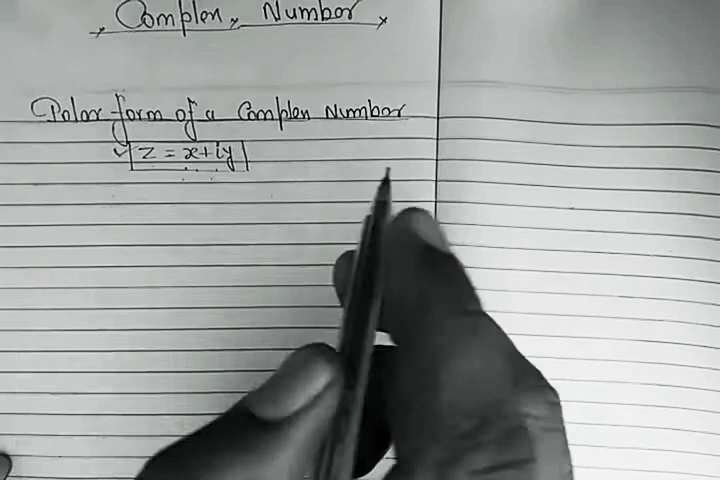 Complex Number
Polar form of a Complex Number
z = x+iy